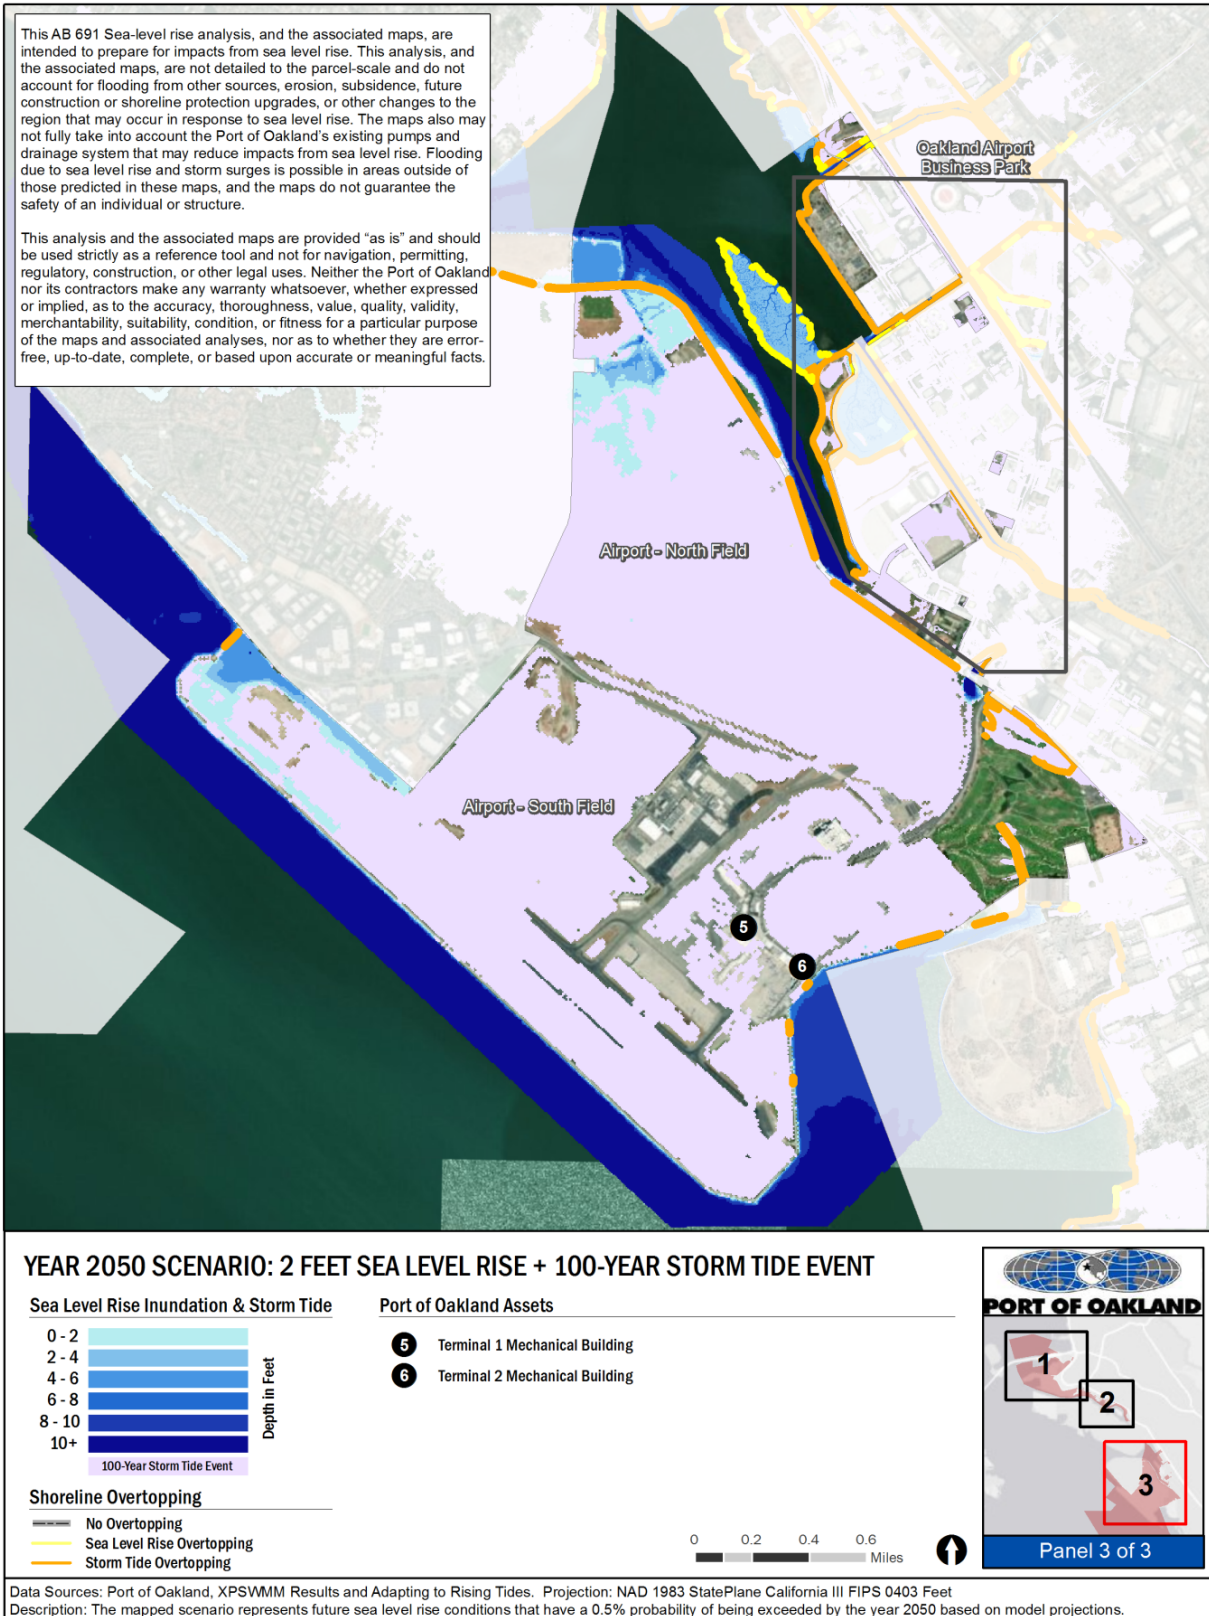 This AB 691 Sea-level rise analysis, and the associated maps, are
intended to prepare for impacts from sea level rise. This analysis, and
the associated maps, are not detailed to the parcel-scale and do not
account for flooding from other sources, erosion, subsidence, future
construction or shoreline protection upgrades, or other changes to the
region that may occur in response to sea level rise. The maps also may
not fully take into account the Port of Oakland's existing pumps and
drainage system that may reduce impacts from sea level rise. Flooding
due to sea level rise and storm surges is possible in areas outside of
those predicted in these maps, and the maps do not guarantee the
safety of an individual or structure.
This analysis and the associated maps are provided “as is” and should
be used strictly as a reference tool and not for navigation, permitting,
regulatory, construction, or other legal uses. Neither the Port of Oakland
nor its contractors make any warranty whatsoever, whether expressed
or implied, as to the accuracy, thoroughness, value, quality, validity,
merchantability, suitability, condition, or fitness for a particular purpose
of the maps and associated analyses, nor as to whether they are error-
free, up-to-date, complete, or based upon accurate or meaningful facts.
Oakland Airport
Business Park
Airport - North Field
Airport - South Field
5
6
YEAR 2050 SCENARIO: 2 FEET SEA LEVEL RISE + 100-YEAR STORM TIDE EVENT
Sea Level Rise Inundation & Storm Tide
0 - 2
2 - 4
4 - 6
6 - 8
8 - 10
10+
Depth in Feet
100-Year Storm Tide Event
Shoreline Overtopping
No Overtopping
Sea Level Rise Overtopping
Storm Tide Overtopping
Port of Oakland Assets
5 Terminal 1 Mechanical Building
6 Terminal 2 Mechanical Building
0 0.2 0.4 0.6
Miles
PORT OF OAKLAND
1
2
3
Panel 3 of 3
Data Sources: Port of Oakland, XPSWMM Results and Adapting to Rising Tides. Projection: NAD 1983 StatePlane California III FIPS 0403 Feet
Description: The mapped scenario represents future sea level rise conditions that have a 0.5% probability of being exceeded by the year 2050 based on model projections.